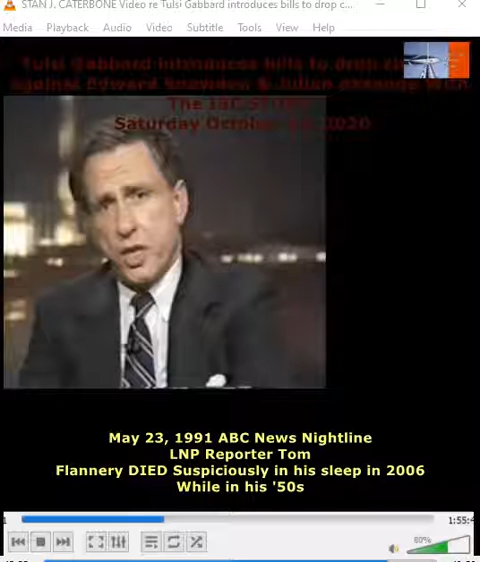 STAN J. CATERBONE Video re Tulsi Gabbard introduces bills to drop c...
Media Playback Audio Video Subtitle Tools View Help
Tulsi Gabbard introduces bills to drop
against Edward Snowden & Julian Assange
The
Saturday October 2020
May 23, 1991 ABC News Nightline
LNP Reporter Tom
Flannery DIED Suspiciously in his sleep in 2006
While in his '50s
1:55:4
80%